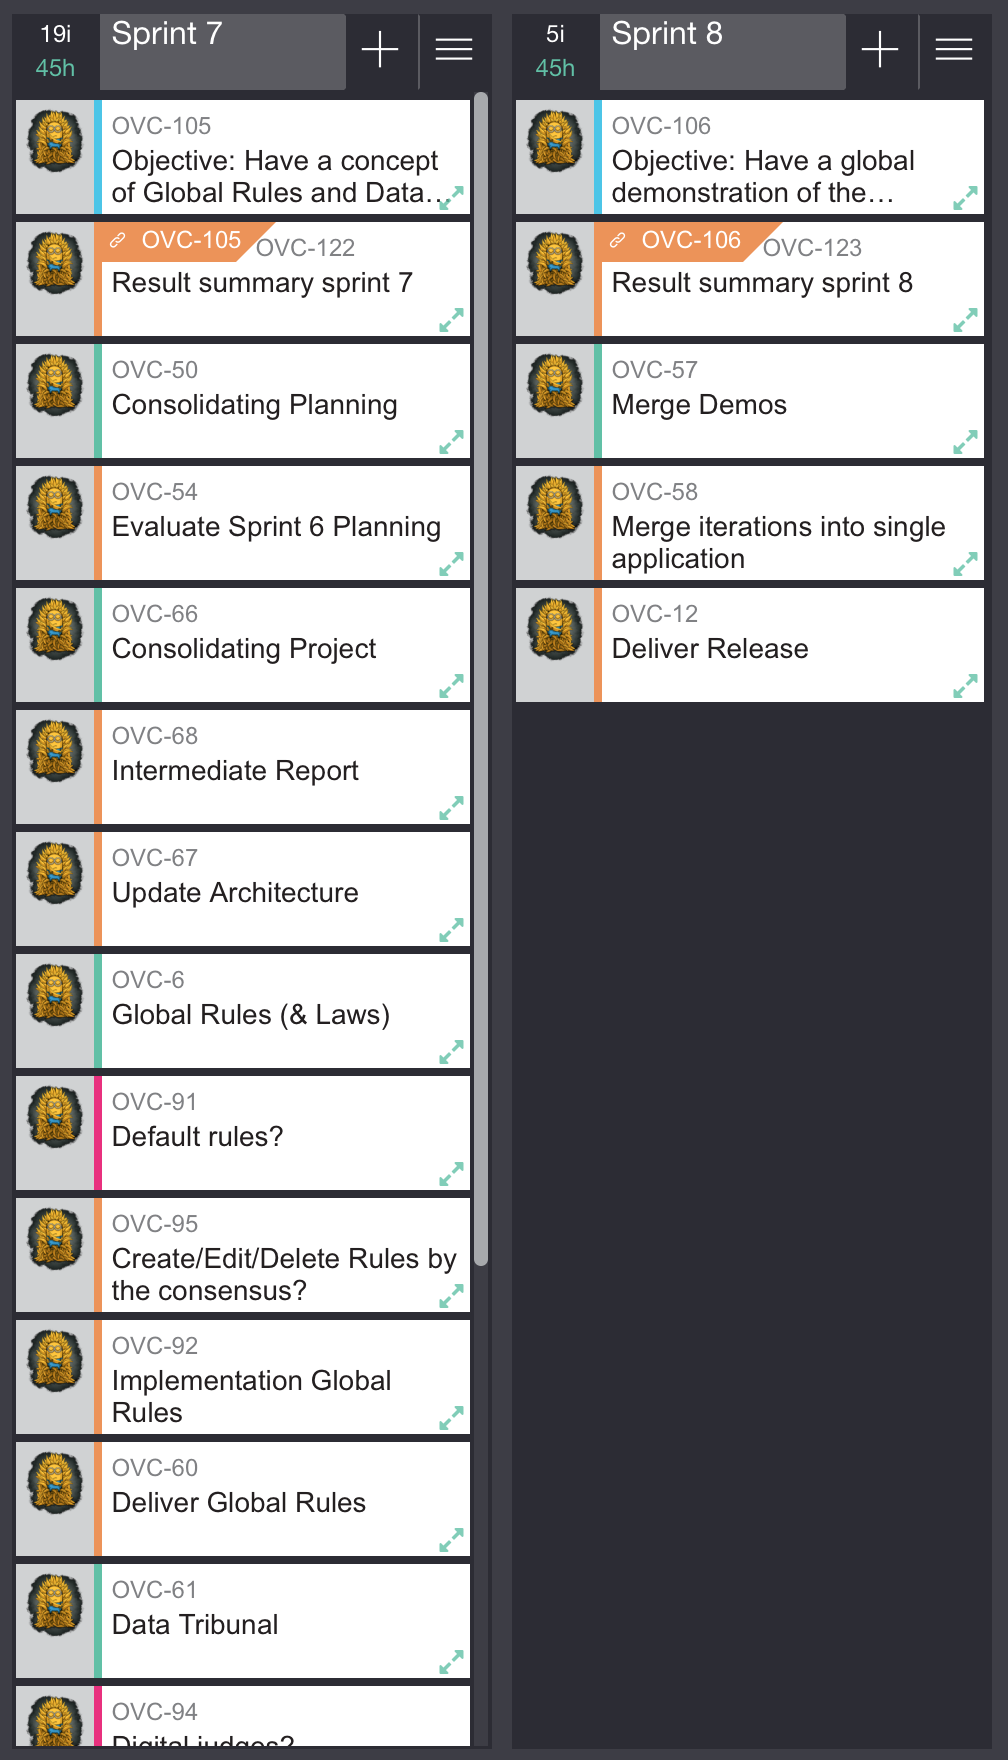 19i
45h
Sprint 7
OVC-105
Objective: Have a concept
of Global Rules and Data...
OVC-105
OVC-122
Result summary sprint 7
OVC-50
Consolidating Planning
OVC-54
Evaluate Sprint 6 Planning
OVC-66
Consolidating Project
OVC-68
Intermediate Report
OVC-67
Update Architecture
OVC-6
Global Rules (& Laws)
OVC-91
Default rules?
OVC-95
Create/Edit/Delete Rules by
the consensus?
OVC-92
Implementation Global
Rules
OVC-60
Deliver Global Rules
OVC-61
Data Tribunal
OVC-94
Digital judges?
5i
45h
Sprint 8
OVC-106
Objective: Have a global
demonstration of the...
OVC-106
OVC-123
Result summary sprint 8
OVC-57
Merge Demos
OVC-58
Merge iterations into single
application
OVC-12
Deliver Release